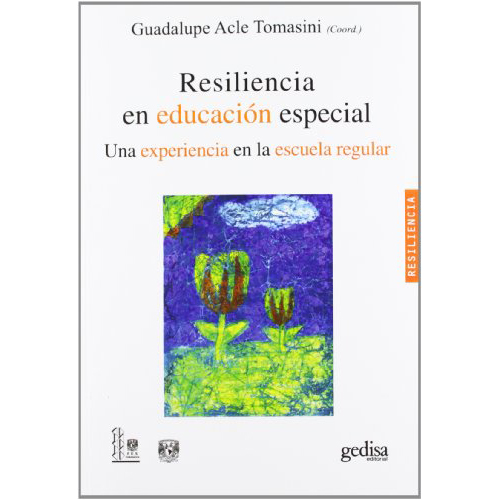 Guadalupe Acle Tomasini (Coord.)
Resiliencia
en educación especial
Una experiencia en la escuela regular
RESILIENCIA
gedisa
editorial